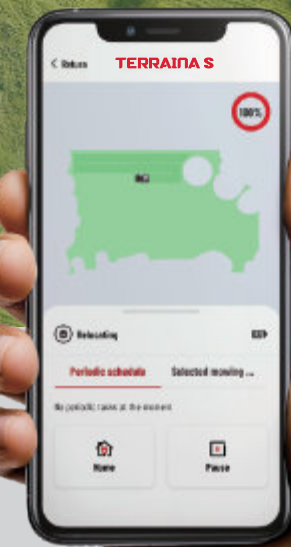 Return TERRAINA S
100%
Relocating
Periodic schedule Selected mowing ...
No periodic tasks at the moment
Home Pause